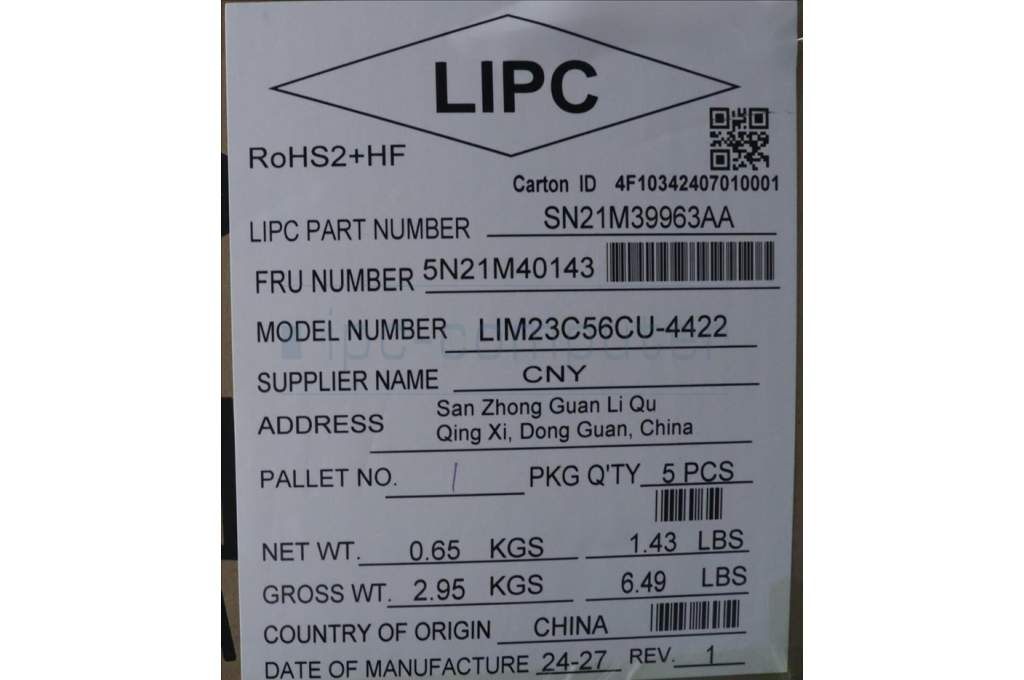 LIPC
RoHS2+HF
Carton ID 4F10342407010001
LIPC PART NUMBER SN21M39963AA
FRU NUMBER 5N21M40143
MODEL NUMBER LIM23C56CU-4422
ipc-computer
SUPPLIER NAME CNY
ADDRESS San Zhong Guan Li Qu
Qing Xi, Dong Guan, China
PALLET NO. / PKG Q'TY 5 PCS
NET WT. 0.65 KGS 1.43 LBS
GROSS WT. 2.95 KGS 6.49 LBS
COUNTRY OF ORIGIN CHINA
DATE OF MANUFACTURE 24-27 REV. 1